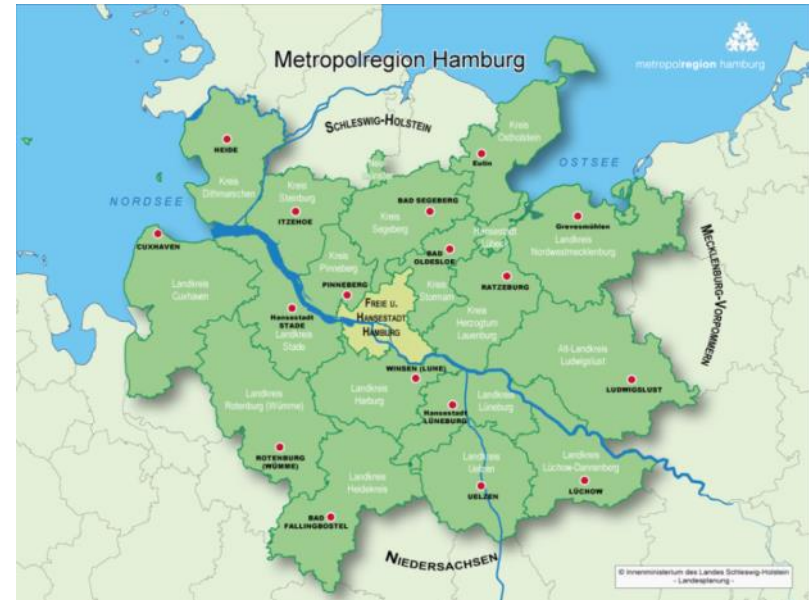 Metropolregion Hamburg
metropolregion hamburg
SCHLESWIG-HOLSTEIN
Kreis
Ostholstein
HEIDE
Eutin
OSTSEE
Kreis
Dithmarschen
NORDSEE
Kreis
Steinburg
ITZEHOE
BAD SEGEBERG
Kreis
Segeberg
Hansestadt
Lübeck
Grevesmühlen
Landkreis
Nordwestmecklenburg
MECKLENBURG-VORPOMMERN
CUXHAVEN
Landkreis
Cuxhaven
Kreis
Pinneberg
PINNEBERG
BAD
OLDESLOE
Kreis
Stormarn
RATZEBURG
FREIE U.
HANSESTADT
HAMBURG
Hansestadt
STADE
Landkreis
Stade
Kreis
Herzogtum
Lauenburg
Alt-Landkreis
Ludwigslust
LUDWIGSLUST
WINSEN (LUHE)
Landkreis
Rotenburg (Wümme)
Landkreis
Harburg
Hansestadt
LÜNEBURG
Landkreis
Lüneburg
ROTENBURG
(WÜMME)
Landkreis
Heidekreis
Landkreis
Uelzen
UELZEN
Landkreis
Lüchow-Dannenberg
LÜCHOW
BAD
FALLINGBOSTEL
NIEDERSACHSEN
© Innenministerium des Landes Schleswig-Holstein
- Landesplanung -